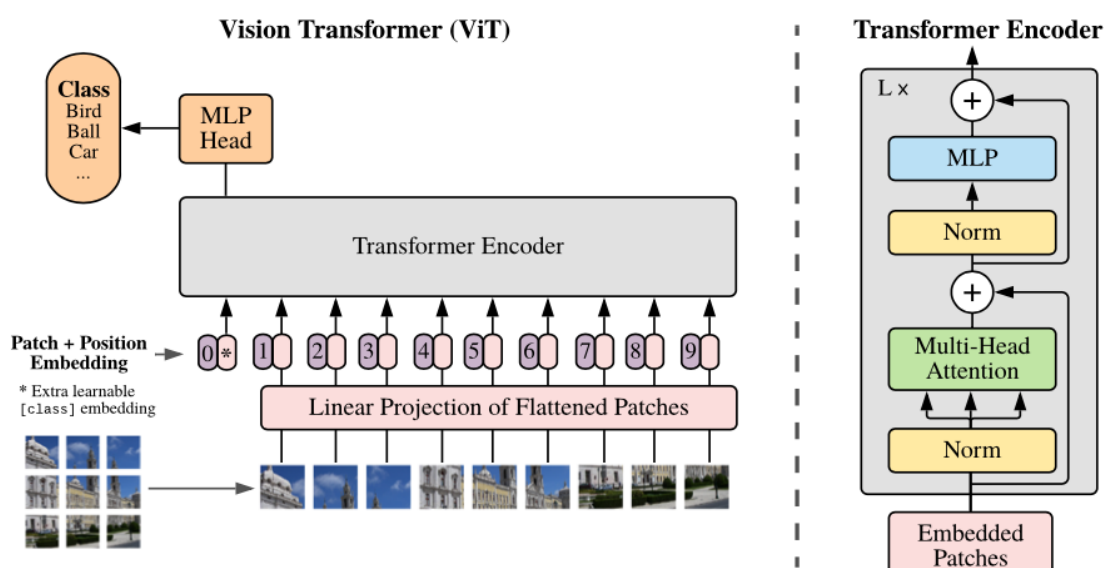 Vision Transformer (ViT)
Class
Bird
Ball
Car
...
MLP
Head
Transformer Encoder
Patch + Position
Embedding
0 * 1 2 3 4 5 6 7 8 9
* Extra learnable
[class] embedding
Linear Projection of Flattened Patches
Transformer Encoder
L ×
+
MLP
Norm
+
Multi-Head
Attention
Norm
Embedded
Patches